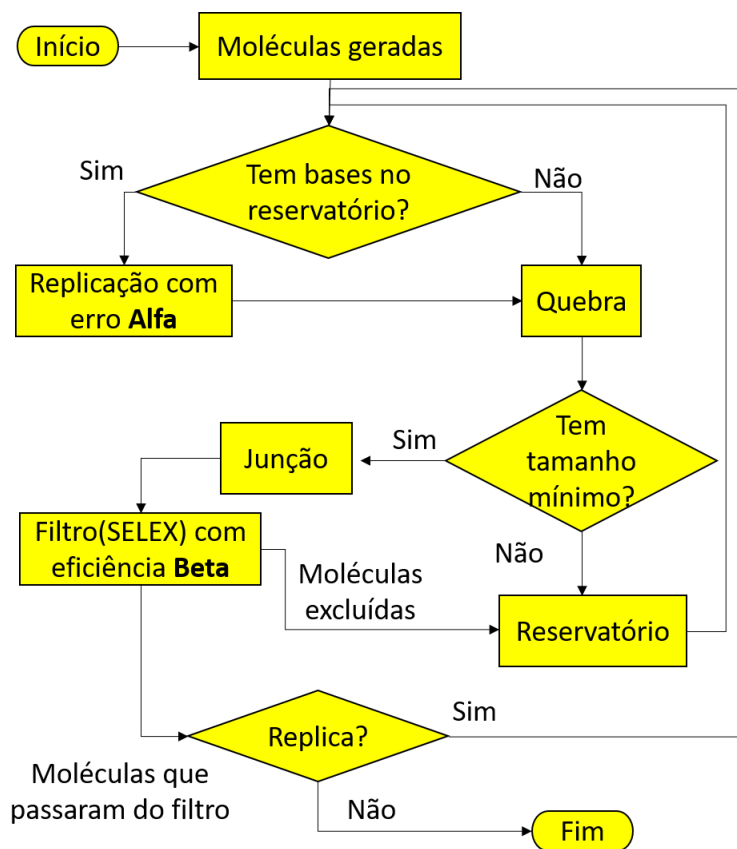 Início
Moléculas geradas
Sim
Tem bases no
reservatório?
Não
Replicação com
erro Alfa
Quebra
Tem
tamanho
mínimo?
Sim
Junção
Filtro(SELEX) com
eficiência Beta
Não
Moléculas
excluídas
Reservatório
Replica?
Sim
Moléculas que
passaram do filtro
Não
Fim